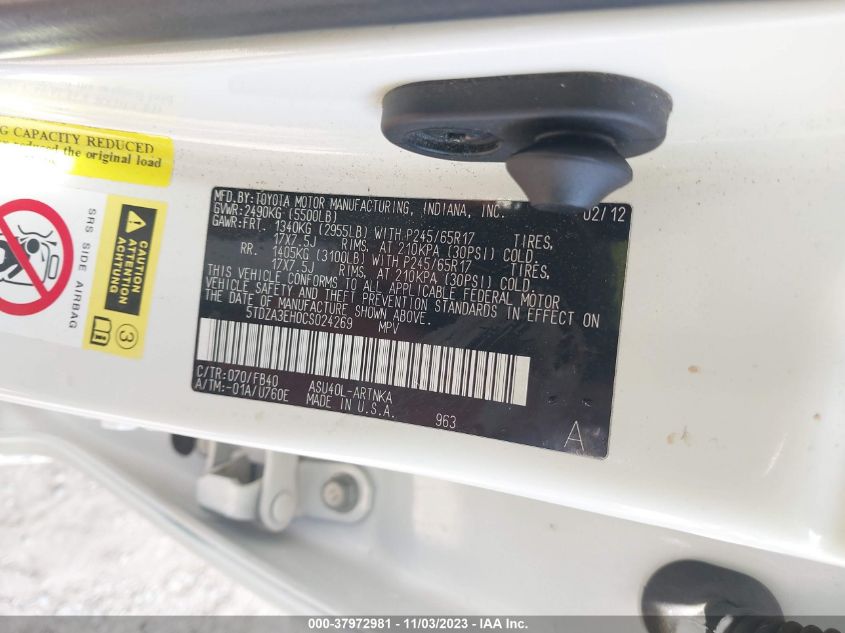 G CAPACITY REDUCED
reduced the original load
SRS SIDE AIRBAG
CAUTION
ATTENTION
ACHTUNG
3
MFD.BY:TOYOTA MOTOR MANUFACTURING, INDIANA, INC. 02/12
GVWR:2490KG (5500LB)
GAWR:FRT. 1340KG (2955LB) WITH P245/65R17 TIRES,
17X7.5J RIMS, AT 210KPA (30PSI) COLD.
RR. 1405KG (3100LB) WITH P245/65R17 TIRES,
17X7.5J RIMS, AT 210KPA (30PSI) COLD.
THIS VEHICLE CONFORMS TO ALL APPLICABLE FEDERAL MOTOR
VEHICLE SAFETY AND THEFT PREVENTION STANDARDS IN EFFECT ON
THE DATE OF MANUFACTURE SHOWN ABOVE.
5TDZA3EH0CS024269 MPV
C/TR:070/FB40 ASU40L-ARTNKA
A/TM:-01A/U760E MADE IN U.S.A.
963
A
000-37972981 - 11/03/2023 - IAA Inc.